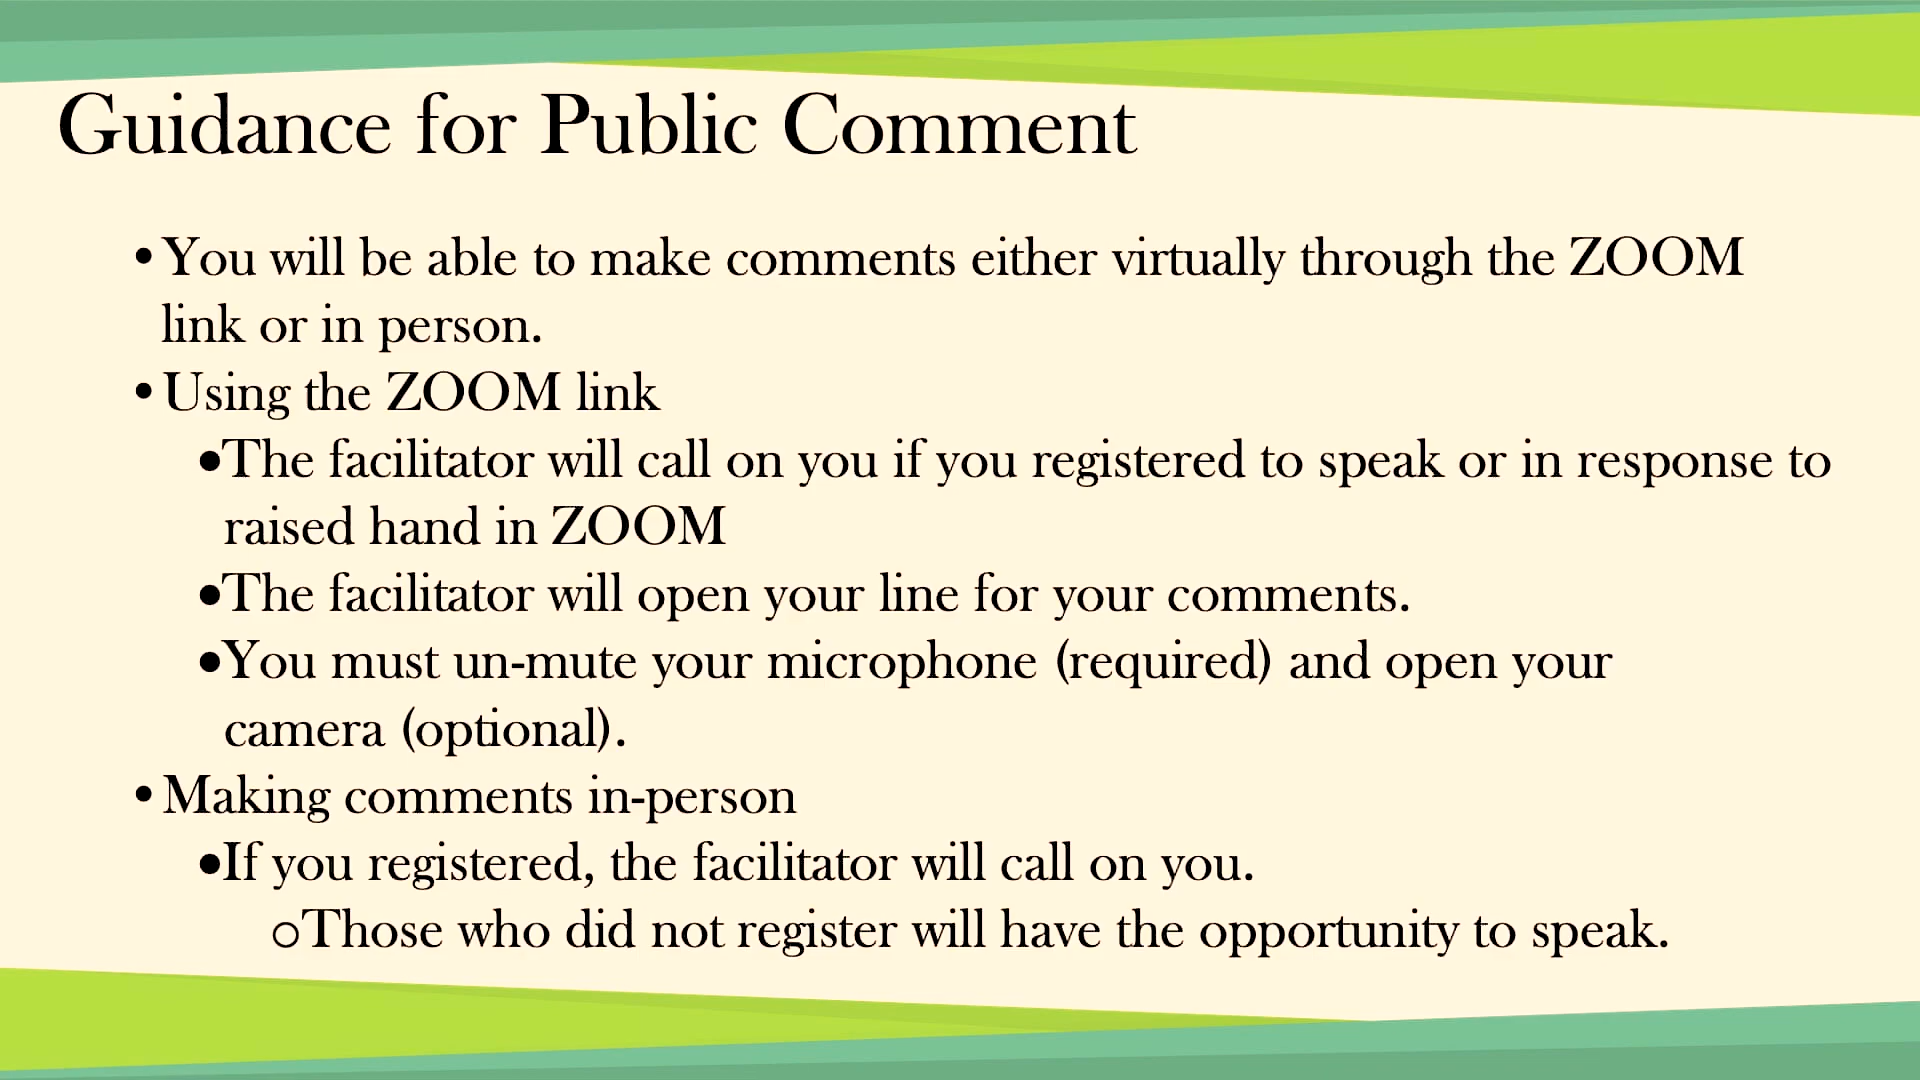 Guidance for Public Comment
•You will be able to make comments either virtually through the ZOOM
link or in person.
•Using the ZOOM link
•The facilitator will call on you if you registered to speak or in response to
raised hand in ZOOM
•The facilitator will open your line for your comments.
•You must un-mute your microphone (required) and open your
camera (optional).
•Making comments in-person
•If you registered, the facilitator will call on you.
oThose who did not register will have the opportunity to speak.